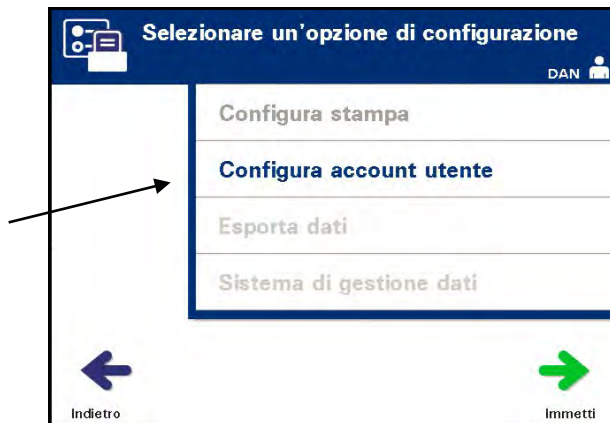 Selezionare un'opzione di configurazione
DAN
Configura stampa
Configura account utente
Esporta dati
Sistema di gestione dati
Indietro
Immetti